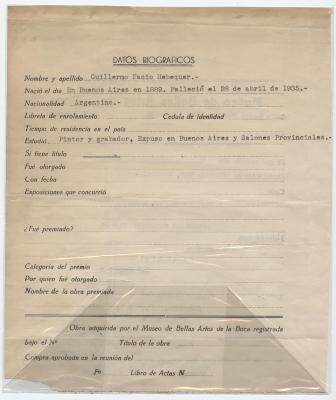 DATOS BIOGRAFICOS
Nombre y apellido Guillermo Facio Hebequer.-
Nació el día En Buenos Aires en 1889. Falleció el 28 de abril de 1935.-
Nacionalidad Argentino.-
Libreta de enrolamiento Cedula de identidad
Tiempo de residencia en el país
Estudió Pintor y grabador, Expuso en Buenos Aires y Salones Provinciales.-
Si tiene título
Fué otorgado
Con fecha
Exposiciones que concurrió
¿Fué premiado?
Categoría del premio
Por quien fué otorgado
Nombre de la obra premiada
Obra adquirida por el Museo de Bellas Artes de la Boca registrada
bajo el Nº Título de la obra
Compra aprobada en la reunión del
Fo Libro de Actas N